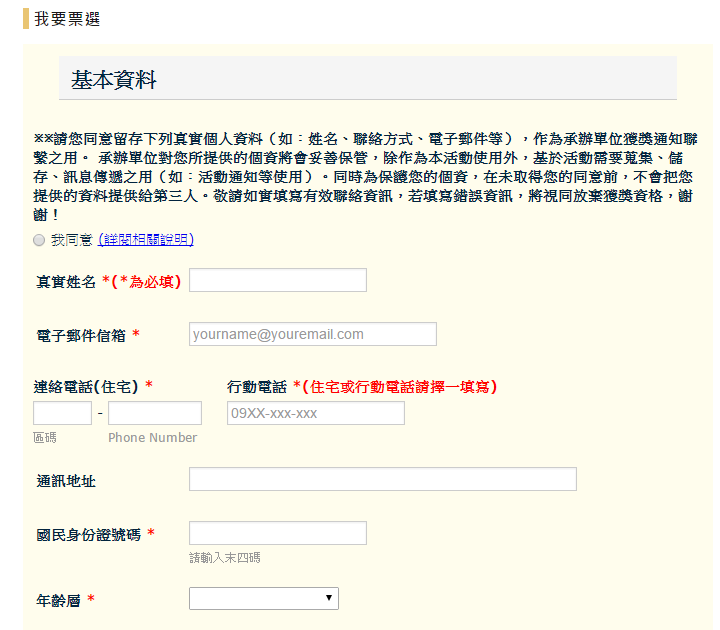 我要票選
基本資料
※※請您同意留存下列真實個人資料（如：姓名、聯絡方式、電子郵件等），作為承辦單位獲獎通知聯
繫之用。 承辦單位對您所提供的個資將會妥善保管，除作為本活動使用外，基於活動需要蒐集、儲
存、訊息傳遞之用（如：活動通知等使用）。同時為保護您的個資，在未取得您的同意前，不會把您
提供的資料提供給第三人。敬請如實填寫有效聯絡資訊，若填寫錯誤資訊，將視同放棄獲獎資格，謝
謝！
我同意 (詳閱相關說明)
真實姓名 *(*為必填)
電子郵件信箱 * yourname@youremail.com
連絡電話(住宅) * 行動電話 *(住宅或行動電話請擇一填寫)
- 09XX-xxx-xxx
區碼 Phone Number
通訊地址
國民身份證號碼 *
請輸入末四碼
年齡層 *